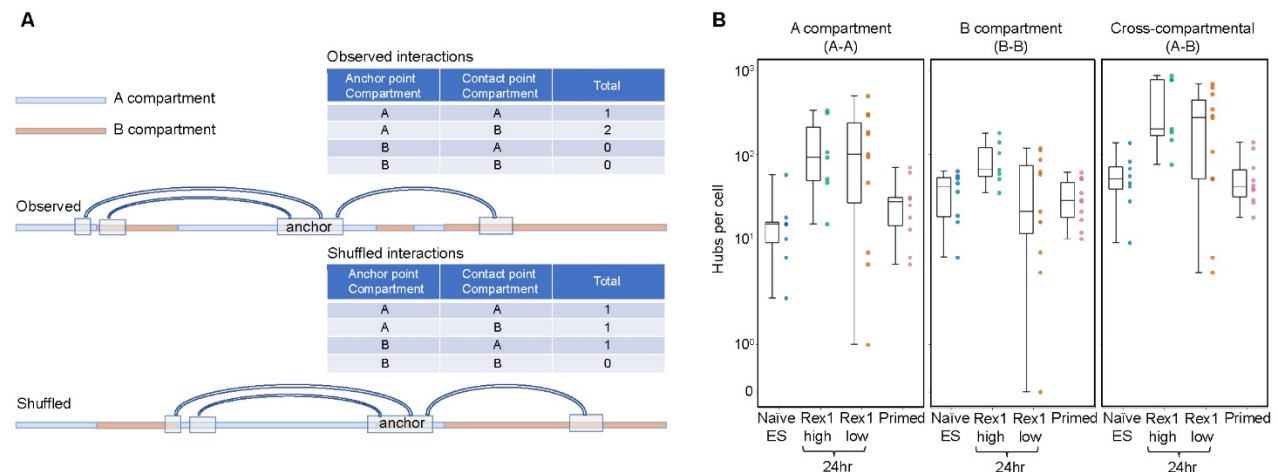 A
Observed interactions
Anchor point Compartment | Contact point Compartment | Total
A | A | 1
A | B | 2
B | A | 0
B | B | 0
A compartment
B compartment
Observed
anchor
Shuffled interactions
Anchor point Compartment | Contact point Compartment | Total
A | A | 1
A | B | 1
B | A | 1
B | B | 0
Shuffled
anchor
B
A compartment
(A-A)
B compartment
(B-B)
Cross-compartmental
(A-B)
Hubs per cell
10³
10²
10¹
10⁰
0
Naïve ES
Rex1 high
Rex1 low
Primed
24hr
Naïve ES
Rex1 high
Rex1 low
Primed
24hr
Naïve ES
Rex1 high
Rex1 low
Primed
24hr